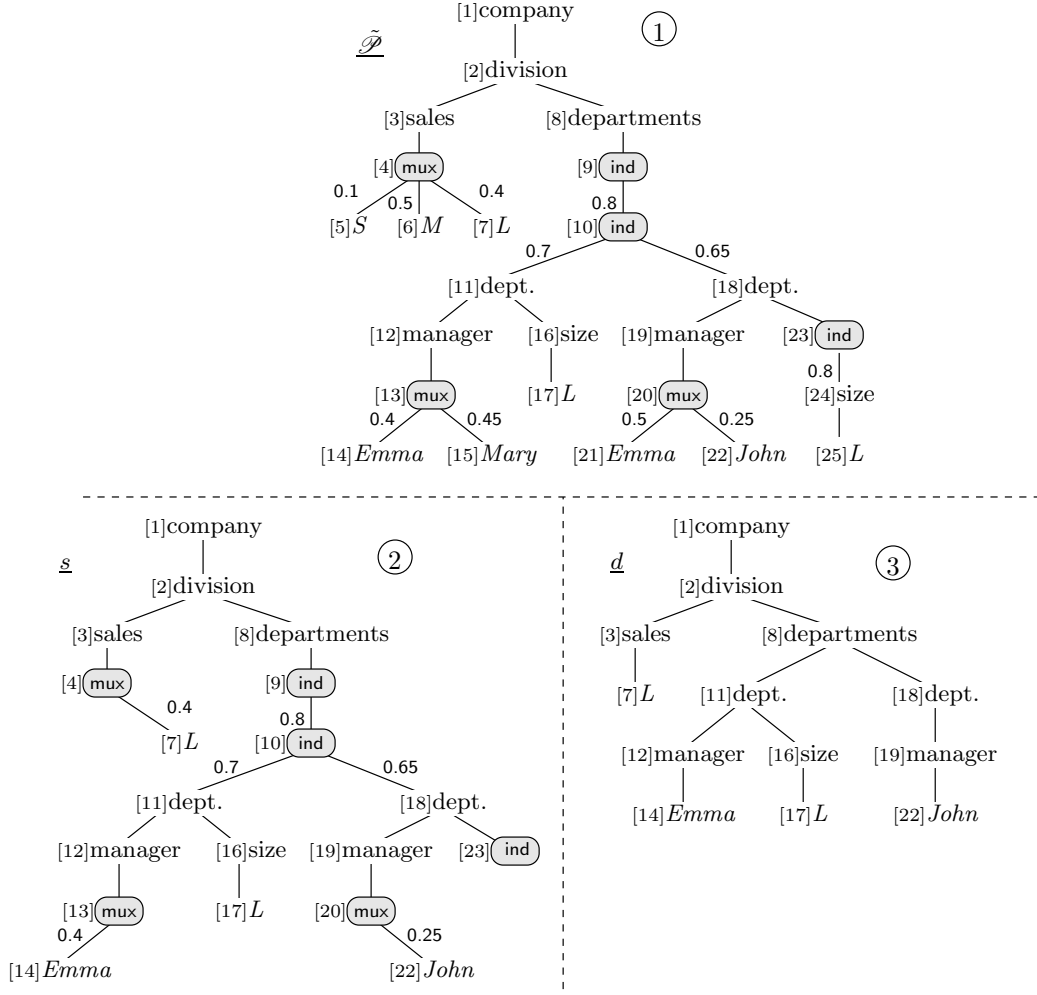 [1]company
𝒫̃ ①
[2]division
[3]sales [8]departments
[4] mux [9] ind
0.1 0.5 0.4 0.8
[5]S [6]M [7]L [10] ind
0.7 0.65
[11]dept. [18]dept.
[12]manager [16]size [19]manager [23] ind
0.8
[13] mux [17]L [20] mux [24]size
0.4 0.45 0.5 0.25
[14]Emma [15]Mary [21]Emma [22]John [25]L
[1]company
s ②
[2]division
[3]sales [8]departments
[4] mux [9] ind
0.4 0.8
[7]L [10] ind
0.7 0.65
[11]dept. [18]dept.
[12]manager [16]size [19]manager [23] ind
[13] mux [17]L [20] mux
0.4 0.25
[14]Emma [22]John
[1]company
d ③
[2]division
[3]sales [8]departments
[7]L [11]dept. [18]dept.
[12]manager [16]size [19]manager
[14]Emma [17]L [22]John